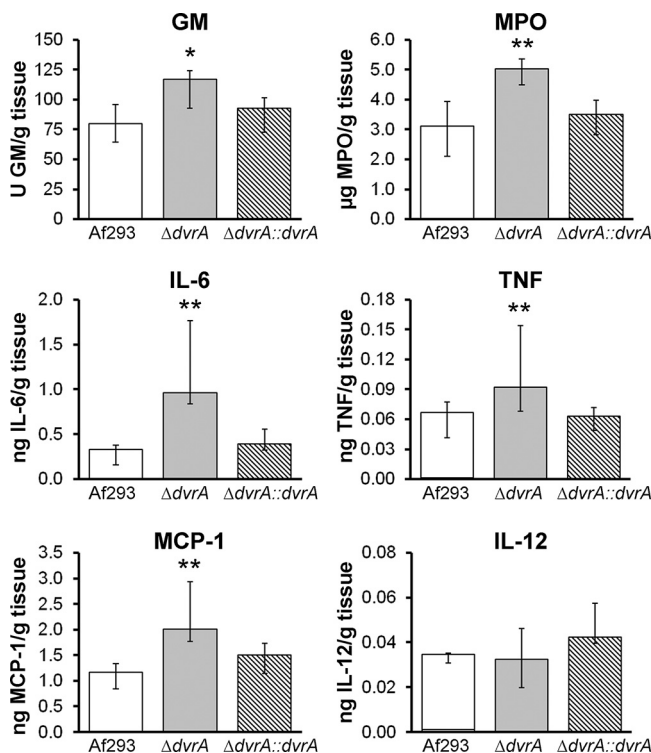 GM
U GM/g tissue
150
125
100
75
50
25
0
*
Af293
ΔdvrA
ΔdvrA::dvrA
MPO
µg MPO/g tissue
6.0
5.0
4.0
3.0
2.0
1.0
0.0
**
Af293
ΔdvrA
ΔdvrA::dvrA
IL-6
ng IL-6/g tissue
2.0
1.5
1.0
0.5
0.0
**
Af293
ΔdvrA
ΔdvrA::dvrA
TNF
ng TNF/g tissue
0.18
0.15
0.12
0.09
0.06
0.03
0.00
**
Af293
ΔdvrA
ΔdvrA::dvrA
MCP-1
ng MCP-1/g tissue
3.5
3.0
2.5
2.0
1.5
1.0
0.5
0.0
**
Af293
ΔdvrA
ΔdvrA::dvrA
IL-12
ng IL-12/g tissue
0.08
0.06
0.04
0.02
0.00
Af293
ΔdvrA
ΔdvrA::dvrA